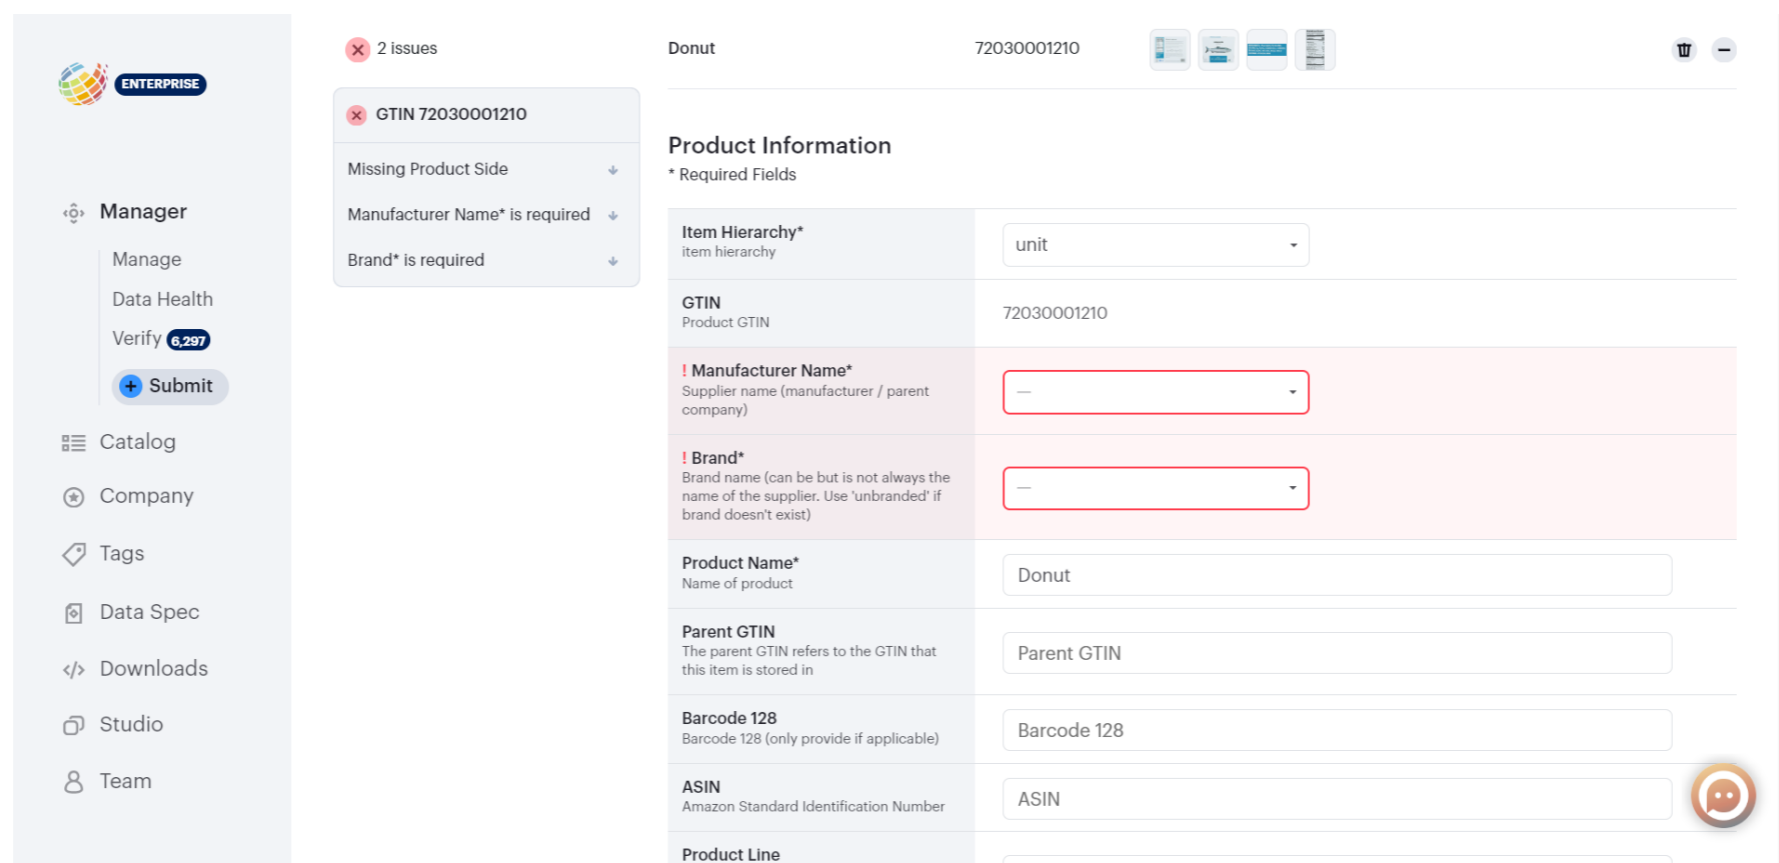 ENTERPRISE
Manager
Manage
Data Health
Verify 6,297
Submit
Catalog
Company
Tags
Data Spec
Downloads
Studio
Team
2 issues
GTIN 72030001210
Missing Product Side
Manufacturer Name* is required
Brand* is required
Donut 72030001210
Product Information
* Required Fields
Item Hierarchy*
item hierarchy
unit
GTIN
Product GTIN
72030001210
! Manufacturer Name*
Supplier name (manufacturer / parent
company)
—
! Brand*
Brand name (can be but is not always the
name of the supplier. Use 'unbranded' if
brand doesn't exist)
—
Product Name*
Name of product
Donut
Parent GTIN
The parent GTIN refers to the GTIN that
this item is stored in
Parent GTIN
Barcode 128
Barcode 128 (only provide if applicable)
Barcode 128
ASIN
Amazon Standard Identification Number
ASIN
Product Line